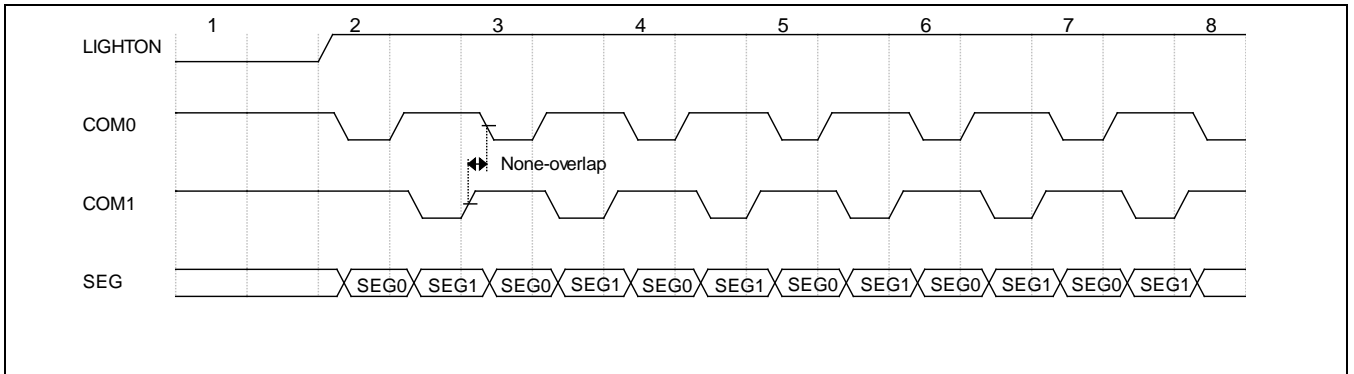 1 2 3 4 5 6 7 8
LIGHTON
COM0
None-overlap
COM1
SEG SEG0 SEG1 SEG0 SEG1 SEG0 SEG1 SEG0 SEG1 SEG0 SEG1 SEG0 SEG1